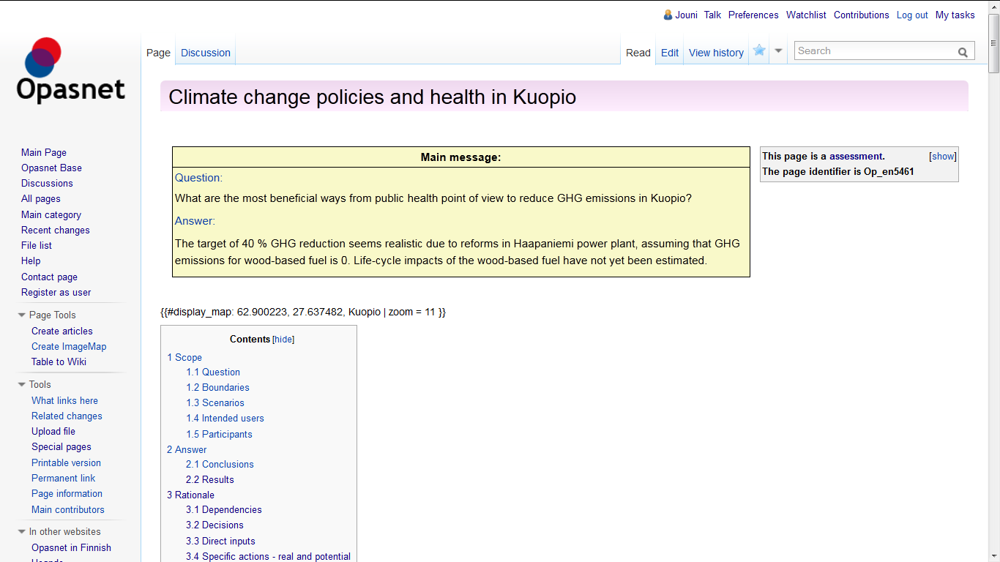 Jouni Talk Preferences Watchlist Contributions Log out My tasks
Page Discussion Read Edit View history Search
Opasnet
Climate change policies and health in Kuopio
Main message:
Question:
What are the most beneficial ways from public health point of view to reduce GHG emissions in Kuopio?
Answer:
The target of 40 % GHG reduction seems realistic due to reforms in Haapaniemi power plant, assuming that GHG
emissions for wood-based fuel is 0. Life-cycle impacts of the wood-based fuel have not yet been estimated.
This page is a assessment. [show]
The page identifier is Op_en5461
{{#display_map: 62.900223, 27.637482, Kuopio | zoom = 11 }}
Contents [hide]
1 Scope
1.1 Question
1.2 Boundaries
1.3 Scenarios
1.4 Intended users
1.5 Participants
2 Answer
2.1 Conclusions
2.2 Results
3 Rationale
3.1 Dependencies
3.2 Decisions
3.3 Direct inputs
3.4 Specific actions - real and potential
Main Page
Opasnet Base
Discussions
All pages
Main category
Recent changes
File list
Help
Contact page
Register as user
Page Tools
Create articles
Create ImageMap
Table to Wiki
Tools
What links here
Related changes
Upload file
Special pages
Printable version
Permanent link
Page information
Main contributors
In other websites
Opasnet in Finnish